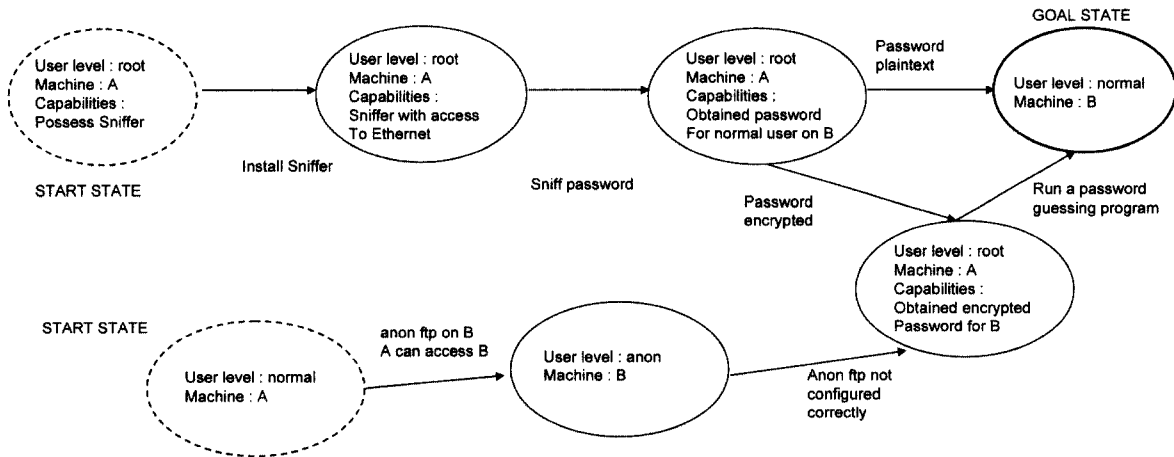 User level : root
Machine : A
Capabilities :
Possess Sniffer
START STATE
Install Sniffer
User level : root
Machine : A
Capabilities :
Sniffer with access
To Ethernet
Sniff password
User level : root
Machine : A
Capabilities :
Obtained password
For normal user on B
Password
plaintext
GOAL STATE
User level : normal
Machine : B
Password
encrypted
Run a password
guessing program
User level : root
Machine : A
Capabilities :
Obtained encrypted
Password for B
START STATE
User level : normal
Machine : A
anon ftp on B
A can access B
User level : anon
Machine : B
Anon ftp not
configured
correctly